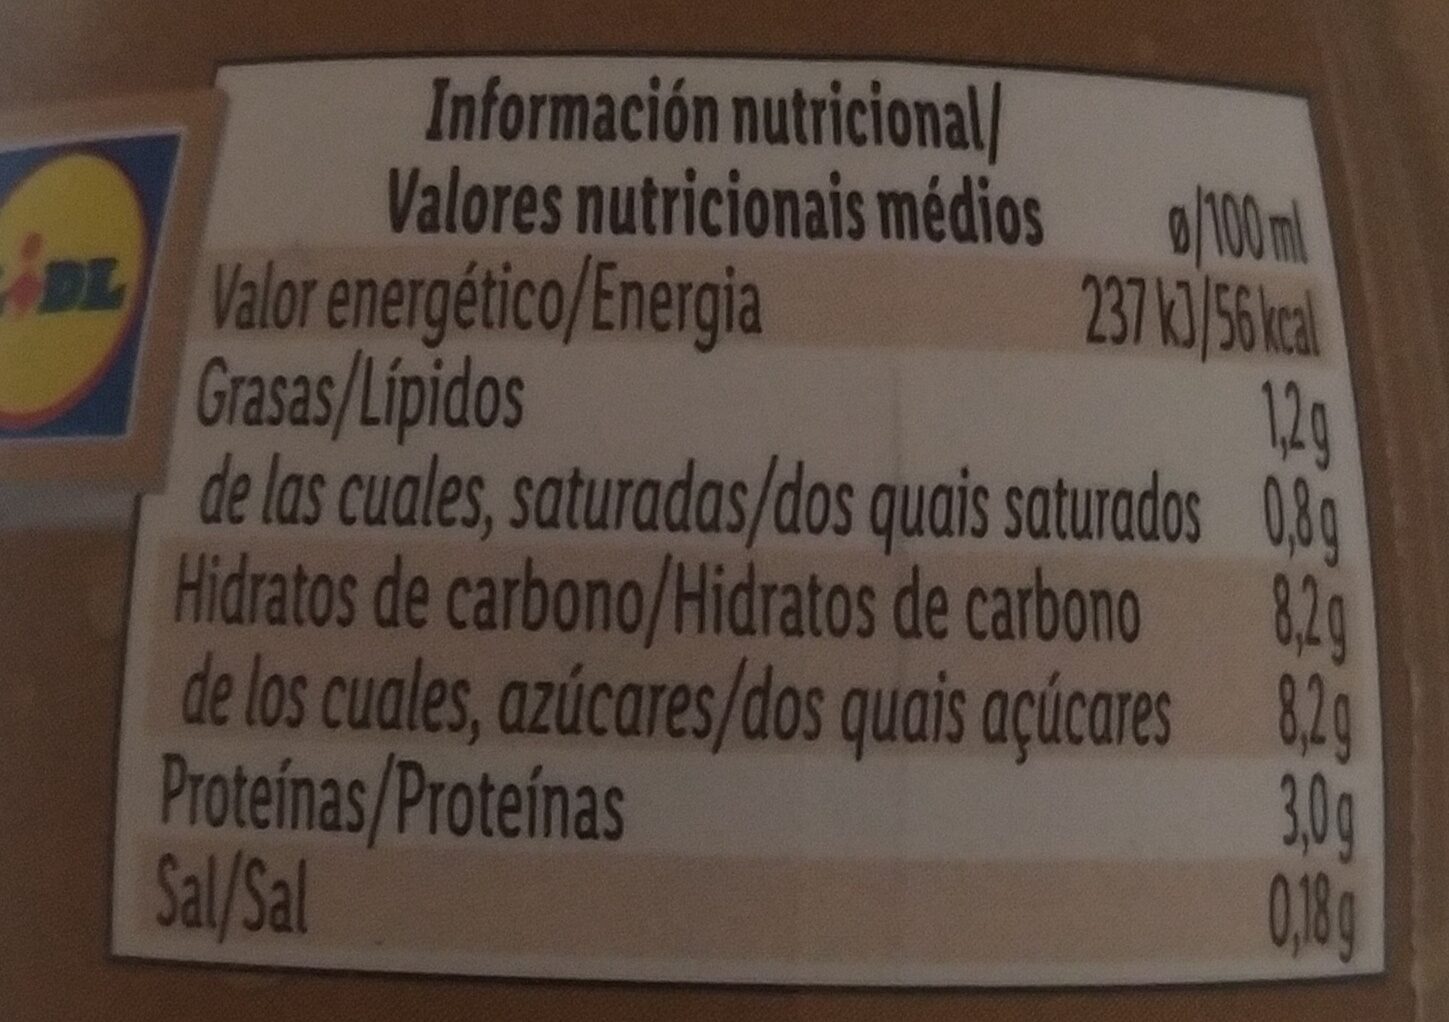 Información nutricional/
Valores nutricionais médios ø/100 ml
Valor energético/Energia 237 kJ/56 kcal
Grasas/Lípidos 1,2 g
de las cuales, saturadas/dos quais saturados 0,8 g
Hidratos de carbono/Hidratos de carbono 8,2 g
de los cuales, azúcares/dos quais açúcares 8,2 g
Proteínas/Proteínas 3,0 g
Sal/Sal 0,18 g
LIDL